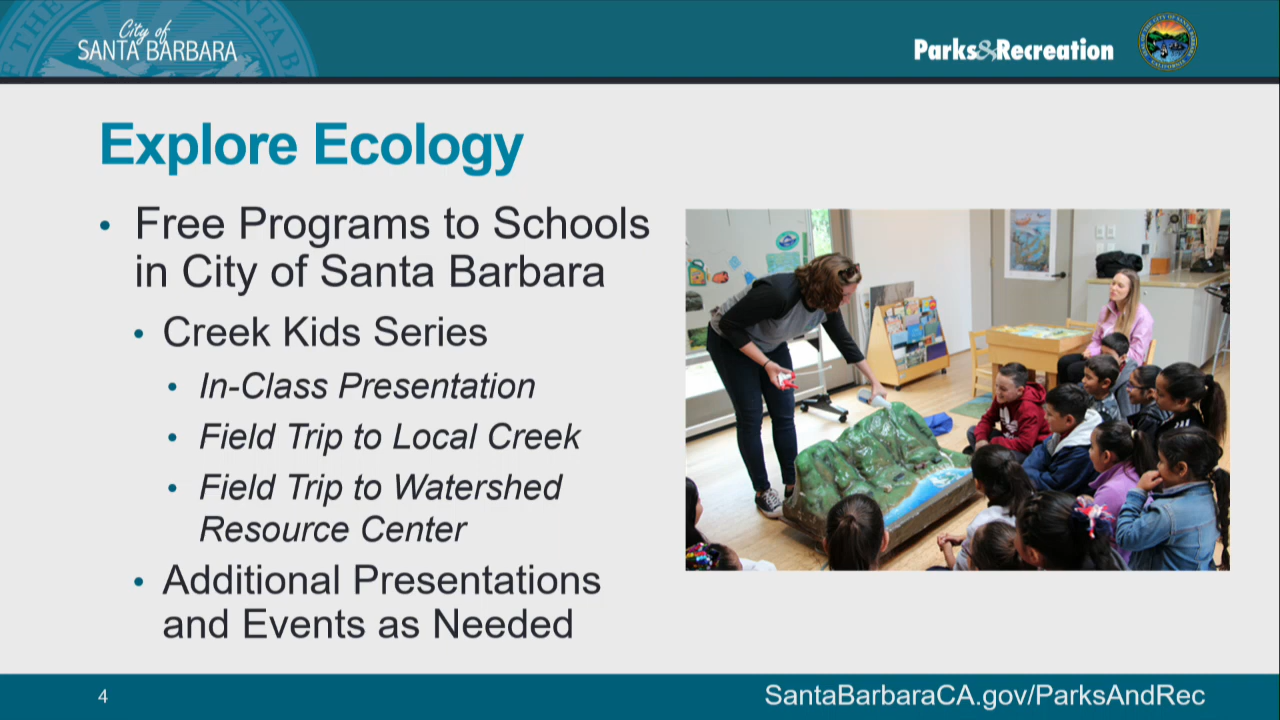 City of
SANTA BARBARA
Parks&Recreation
Explore Ecology
• Free Programs to Schools
in City of Santa Barbara
• Creek Kids Series
• In-Class Presentation
• Field Trip to Local Creek
• Field Trip to Watershed
Resource Center
• Additional Presentations
and Events as Needed
4
SantaBarbaraCA.gov/ParksAndRec